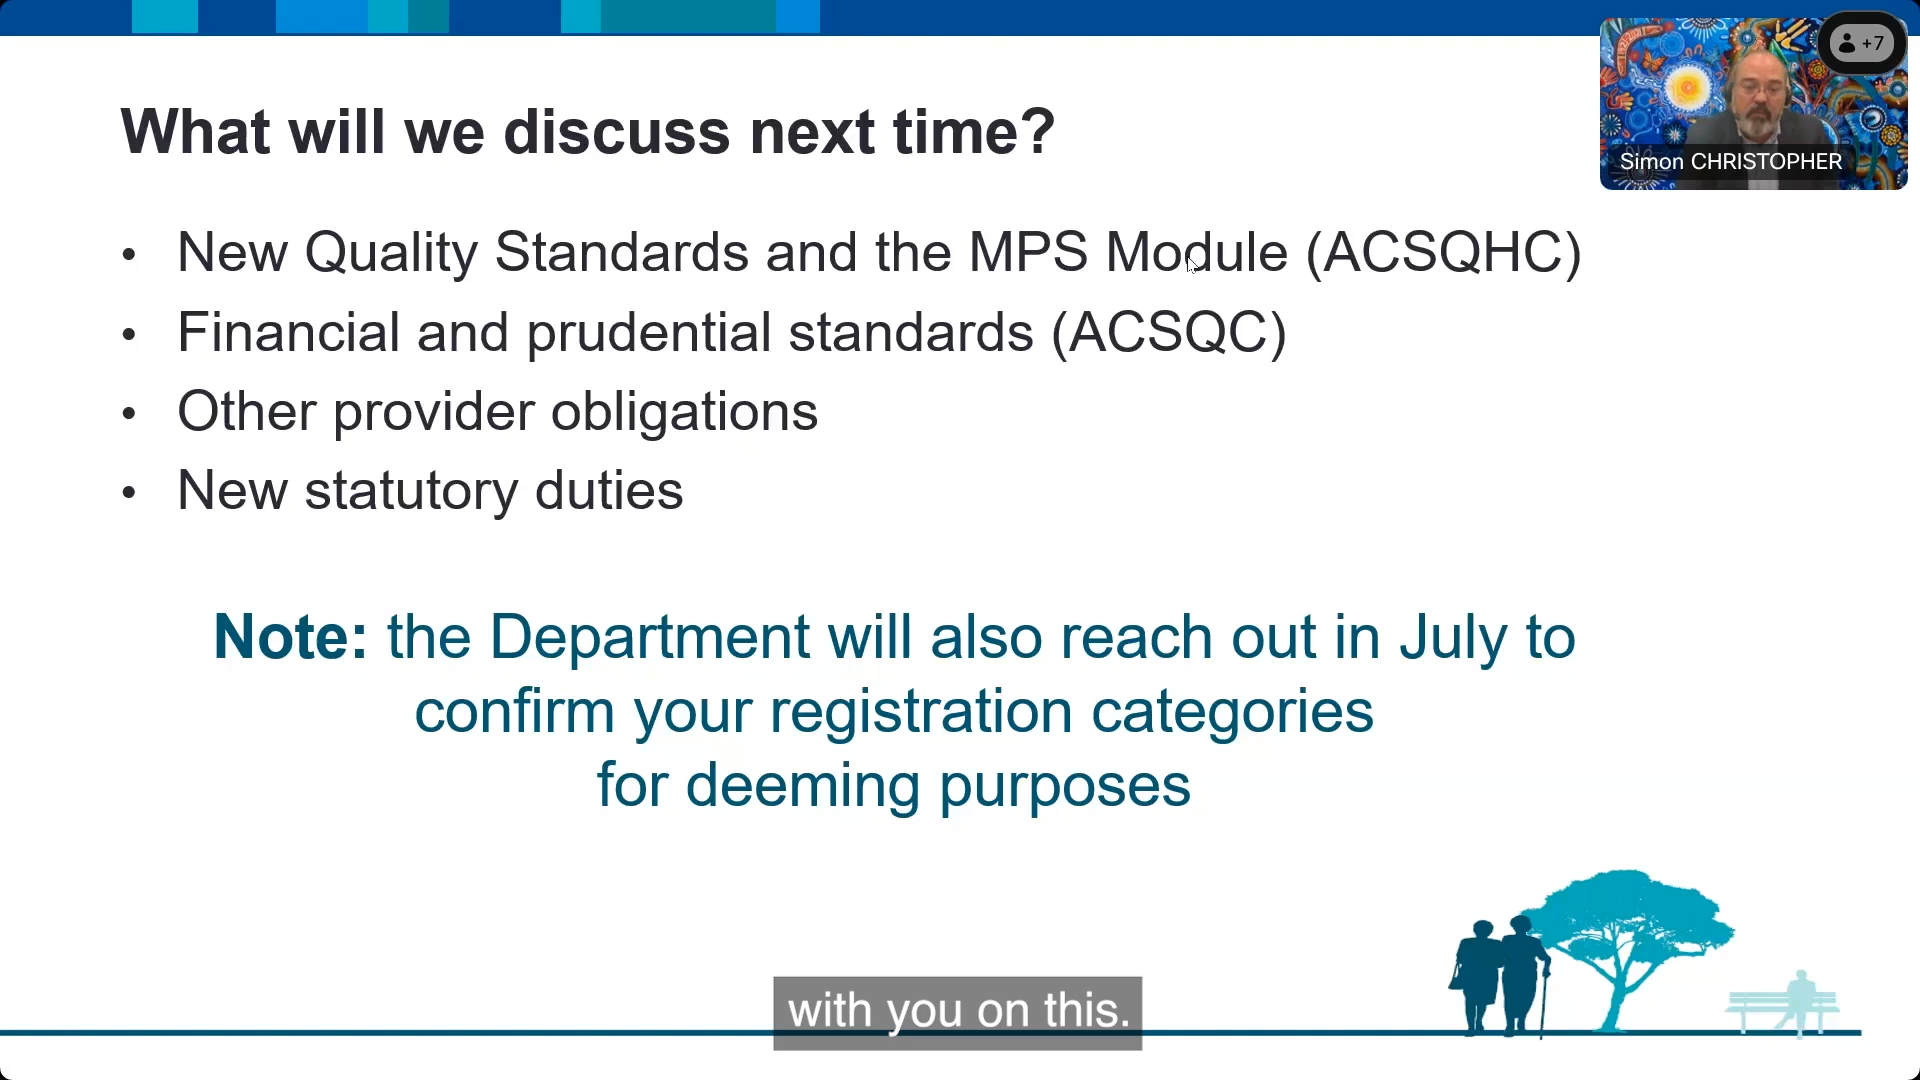 +7
Simon CHRISTOPHER
What will we discuss next time?
• New Quality Standards and the MPS Module (ACSQHC)
• Financial and prudential standards (ACSQC)
• Other provider obligations
• New statutory duties
Note: the Department will also reach out in July to
confirm your registration categories
for deeming purposes
with you on this.